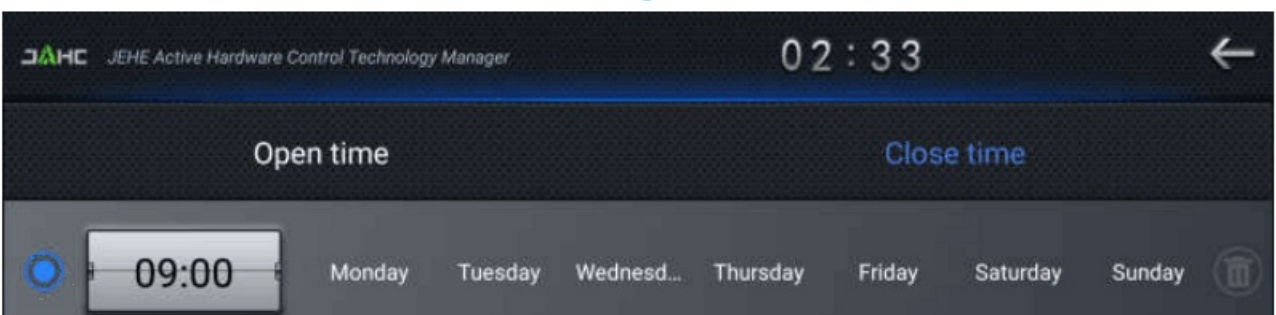 JAHC JEHE Active Hardware Control Technology Manager 02:33
Open time Close time
09:00 Monday Tuesday Wednesd... Thursday Friday Saturday Sunday